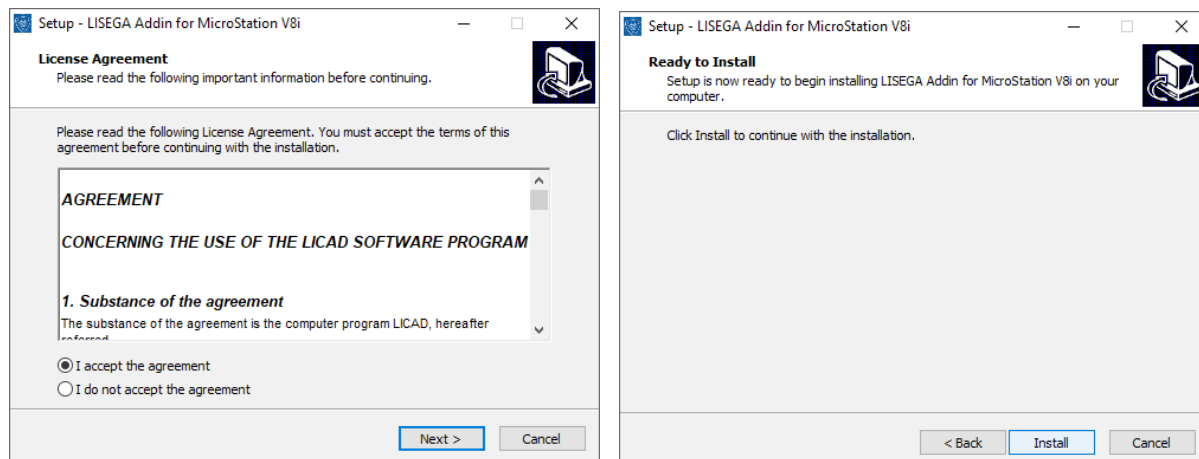 Setup - LISEGA Addin for MicroStation V8i
License Agreement
Please read the following important information before continuing.
Please read the following License Agreement. You must accept the terms of this
agreement before continuing with the installation.
AGREEMENT
CONCERNING THE USE OF THE LICAD SOFTWARE PROGRAM
1. Substance of the agreement
The substance of the agreement is the computer program LICAD, hereafter
referred
I accept the agreement
I do not accept the agreement
Next >
Cancel
Setup - LISEGA Addin for MicroStation V8i
Ready to Install
Setup is now ready to begin installing LISEGA Addin for MicroStation V8i on your
computer.
Click Install to continue with the installation.
< Back
Install
Cancel